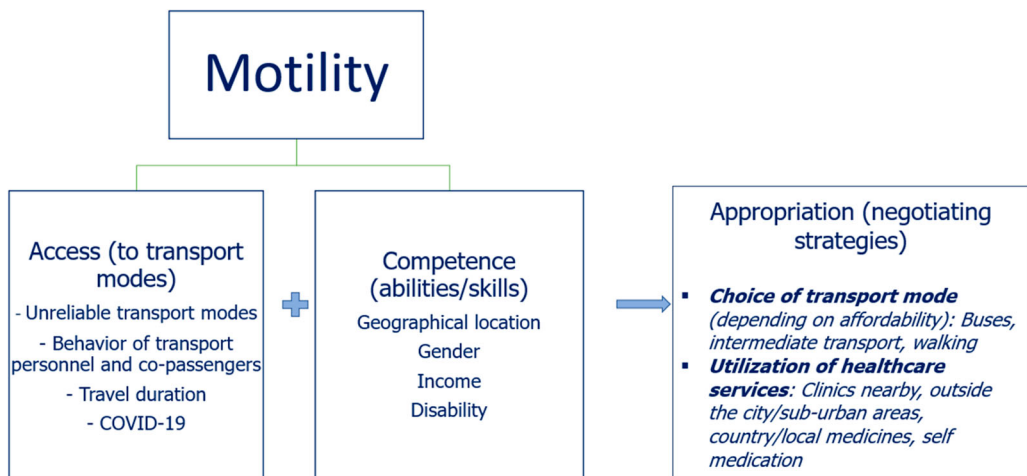 Motility
Access (to transport
modes)
- Unreliable transport modes
- Behavior of transport
personnel and co-passengers
- Travel duration
- COVID-19
Competence
(abilities/skills)
Geographical location
Gender
Income
Disability
Appropriation (negotiating
strategies)
▪ Choice of transport mode
(depending on affordability): Buses,
intermediate transport, walking
▪ Utilization of healthcare
services: Clinics nearby, outside
the city/sub-urban areas,
country/local medicines, self
medication